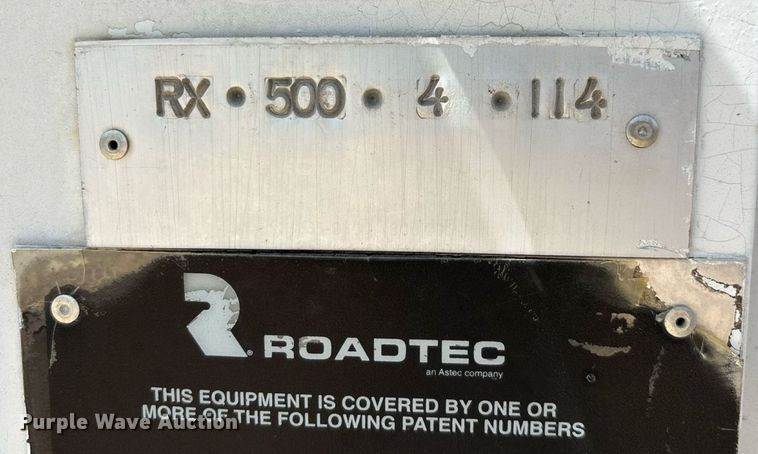 RX • 500 • 4 • 114
R®
ROADTEC
an Astec company
THIS EQUIPMENT IS COVERED BY ONE OR
MORE OF THE FOLLOWING PATENT NUMBERS
Purple Wave Auction